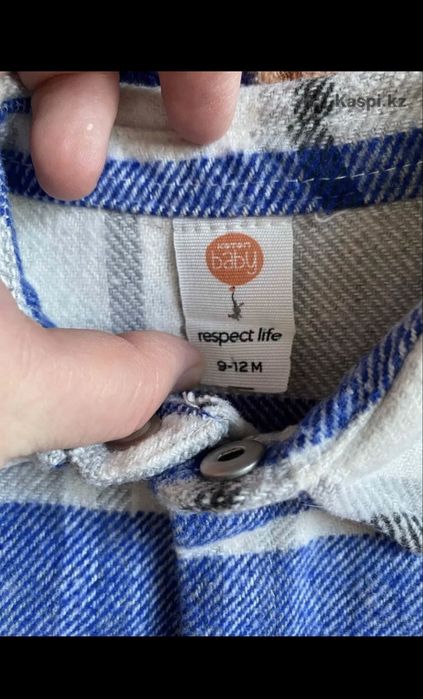 Kaspi.kz
KOTON
baby
respect life
9-12 M